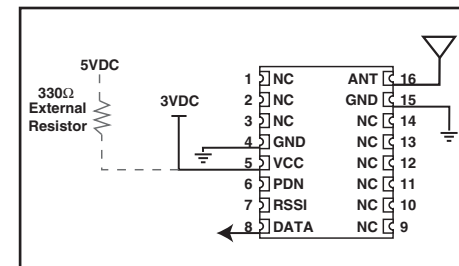 5VDC
330Ω
External
Resistor
3VDC
1 NC ANT 16
2 NC GND 15
3 NC NC 14
4 GND NC 13
5 VCC NC 12
6 PDN NC 11
7 RSSI NC 10
8 DATA NC 9